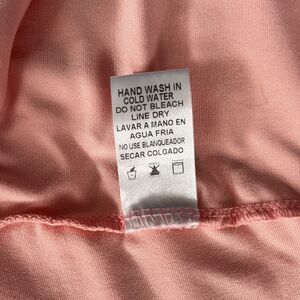 HAND WASH IN
COLD WATER
DO NOT BLEACH
LINE DRY
LAVAR A MANO EN
AGUA FRIA
NO USE BLANQUEADOR
SECAR COLGADO